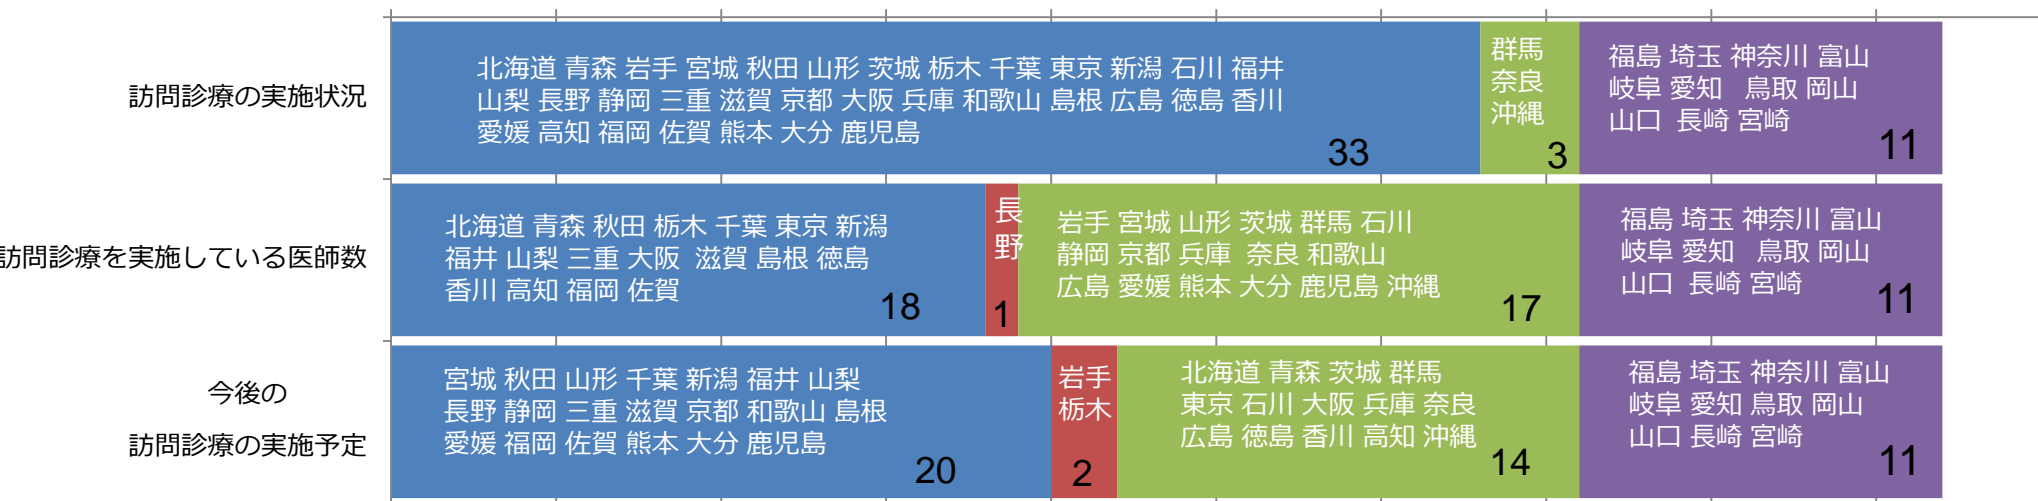 訪問診療の実施状況
北海道 青森 岩手 宮城 秋田 山形 茨城 栃木 千葉 東京 新潟 石川 福井
山梨 長野 静岡 三重 滋賀 京都 大阪 兵庫 和歌山 島根 広島 徳島 香川
愛媛 高知 福岡 佐賀 熊本 大分 鹿児島
33
群馬
奈良
沖縄
3
福島 埼玉 神奈川 富山
岐阜 愛知 鳥取 岡山
山口 長崎 宮崎
11
訪問診療を実施している医師数
北海道 青森 秋田 栃木 千葉 東京 新潟
福井 山梨 三重 大阪 滋賀 島根 徳島
香川 高知 福岡 佐賀
18
長
野
1
岩手 宮城 山形 茨城 群馬 石川
静岡 京都 兵庫 奈良 和歌山
広島 愛媛 熊本 大分 鹿児島 沖縄
17
福島 埼玉 神奈川 富山
岐阜 愛知 鳥取 岡山
山口 長崎 宮崎
11
今後の
訪問診療の実施予定
宮城 秋田 山形 千葉 新潟 福井 山梨
長野 静岡 三重 滋賀 京都 和歌山 島根
愛媛 福岡 佐賀 熊本 大分 鹿児島
20
岩手
栃木
2
北海道 青森 茨城 群馬
東京 石川 大阪 兵庫 奈良
広島 徳島 香川 高知 沖縄
14
福島 埼玉 神奈川 富山
岐阜 愛知 鳥取 岡山
山口 長崎 宮崎
11